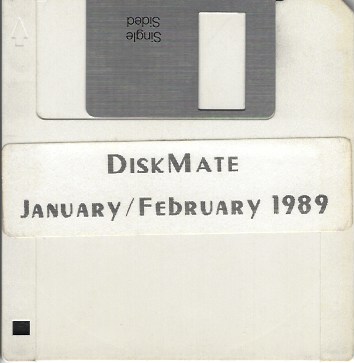 Single
Sided
DISKMATE
JANUARY/FEBRUARY 1989